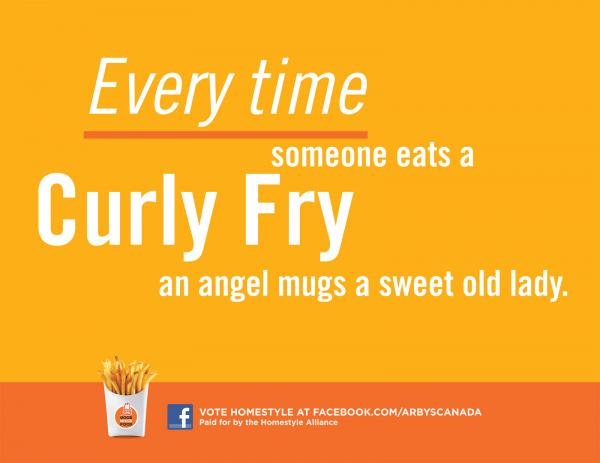 Every time
someone eats a
Curly Fry
an angel mugs a sweet old lady.
VOTE HOMESTYLE AT FACEBOOK.COM/ARBYSCANADA
Paid for by the Homestyle Alliance
f